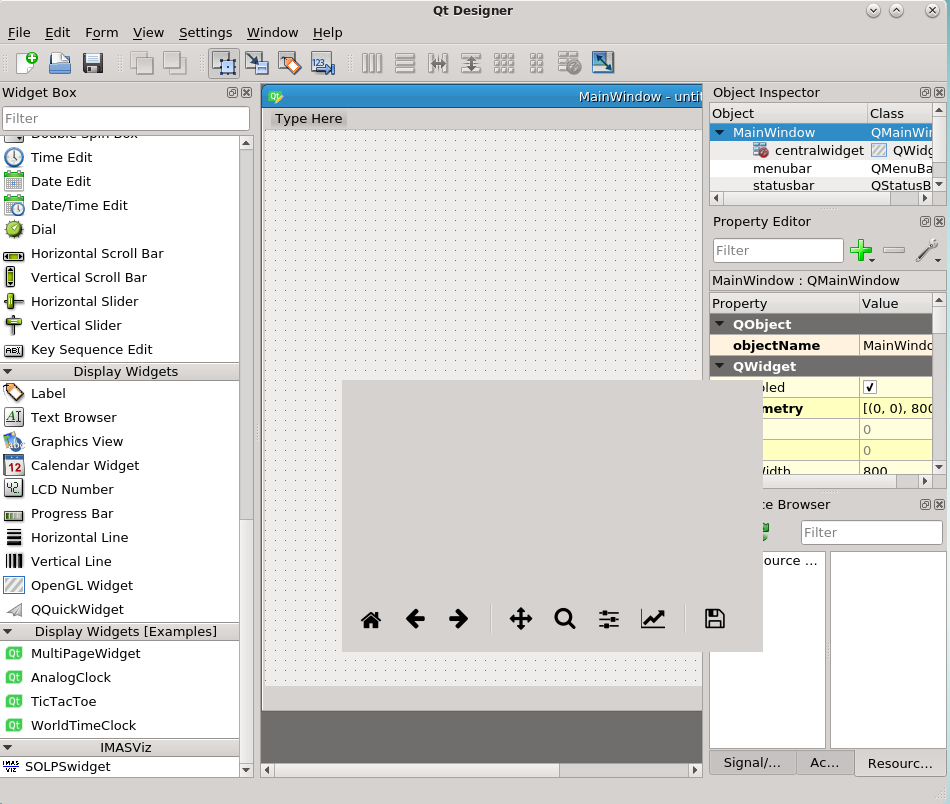 Qt Designer
File Edit Form View Settings Window Help
Widget Box
Filter
Double Spin Box
Time Edit
Date Edit
Date/Time Edit
Dial
Horizontal Scroll Bar
Vertical Scroll Bar
Horizontal Slider
Vertical Slider
Key Sequence Edit
Display Widgets
Label
Text Browser
Graphics View
Calendar Widget
LCD Number
Progress Bar
Horizontal Line
Vertical Line
OpenGL Widget
QQuickWidget
Display Widgets [Examples]
MultiPageWidget
AnalogClock
TicTacToe
WorldTimeClock
IMASViz
SOLPSwidget
MainWindow - untit
Type Here
Object Inspector
Object Class
MainWindow QMainWin
centralwidget QWidg
menubar QMenuBa
statusbar QStatusB
Property Editor
Filter
MainWindow : QMainWindow
Property Value
QObject
objectName MainWindo
QWidget
bled
metry [(0, 0), 800
0
0
Width 800
ce Browser
Filter
ource ...
Signal/... Ac... Resourc...